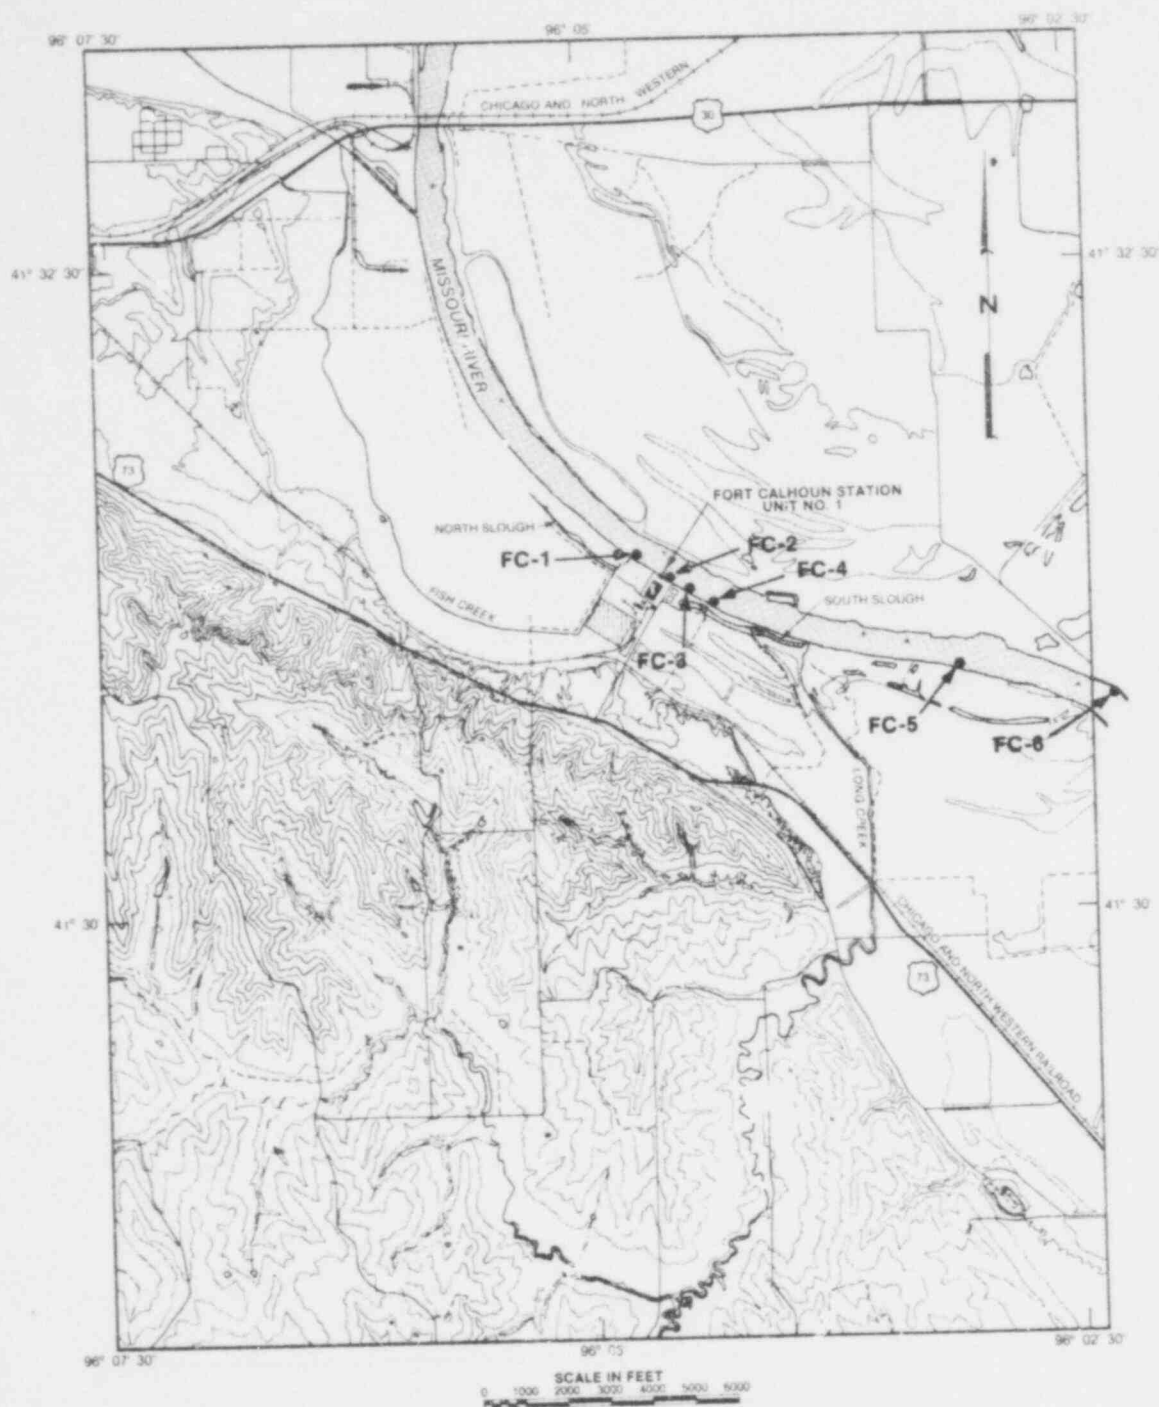 96° 07' 30"
96° 05'
96° 02' 30"
CHICAGO AND NORTH WESTERN
30
41° 32' 30"
41° 32' 30"
N
MISSOURI RIVER
73
FORT CALHOUN STATION
UNIT NO. 1
NORTH SLOUGH
FC-1
FC-2
FC-4
FISH CREEK
SOUTH SLOUGH
FC-3
FC-5
FC-6
LONG CREEK
41° 30'
41° 30'
CHICAGO AND NORTH WESTERN RAILROAD
73
96° 07' 30"
96° 05'
96° 02' 30"
SCALE IN FEET
0 1000 2000 3000 4000 5000 6000